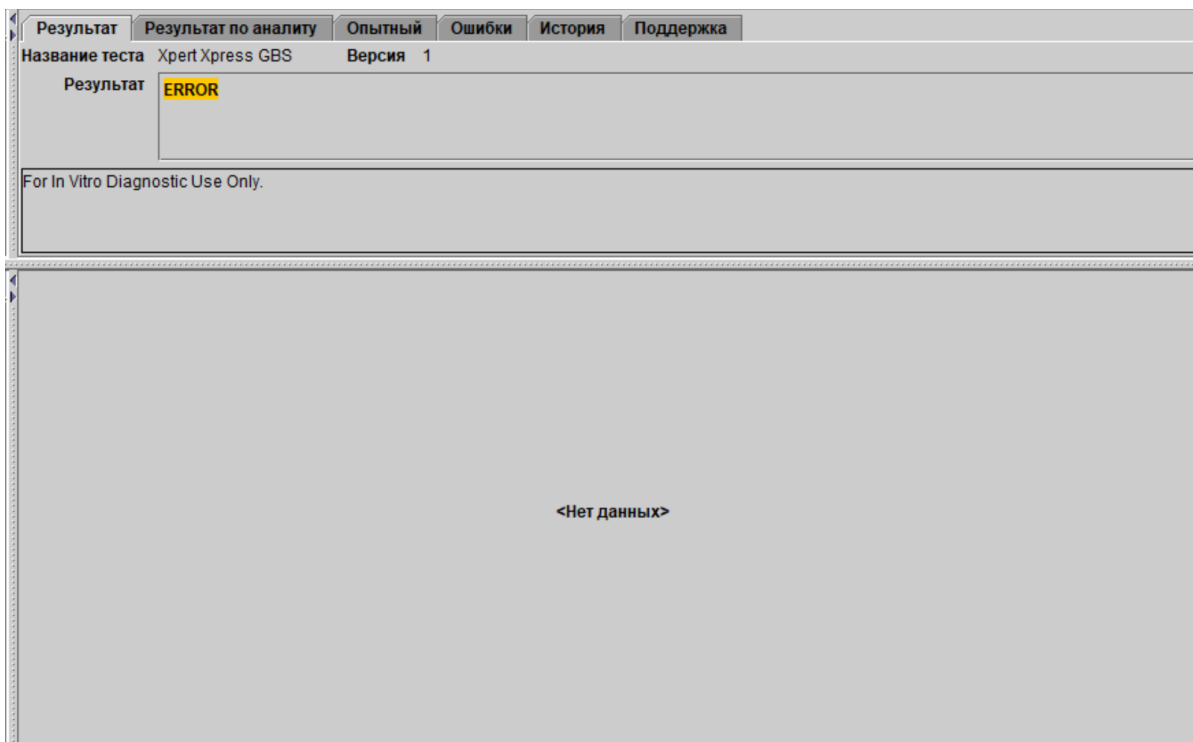 Результат Результат по аналиту Опытный Ошибки История Поддержка
Название теста Xpert Xpress GBS Версия 1
Результат ERROR
For In Vitro Diagnostic Use Only.
<Нет данных>